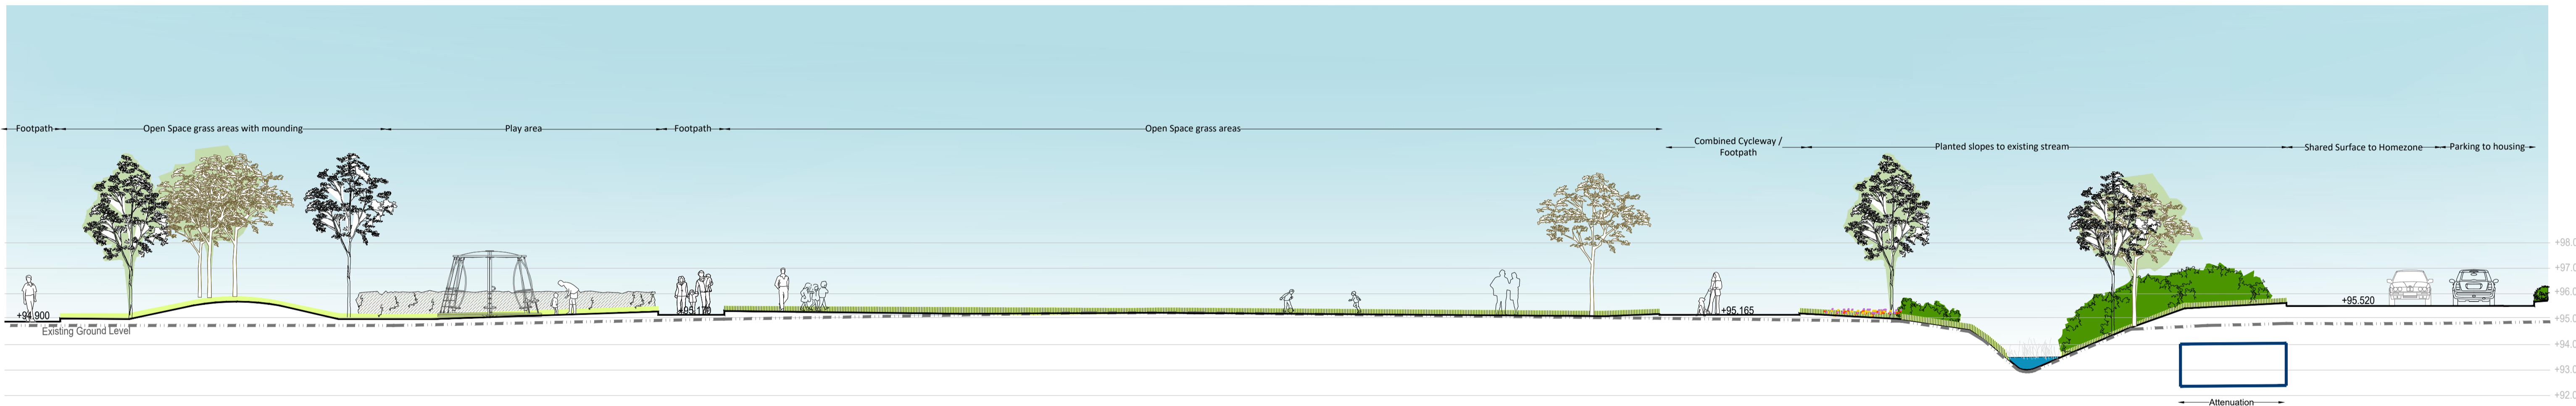 Footpath
Open Space grass areas with mounding
Play area
Footpath
Open Space grass areas
Combined Cycleway /
Footpath
Planted slopes to existing stream
Shared Surface to Homezone
Parking to housing
+94.900
Existing Ground Level
+95.165
+95.520
Attenuation